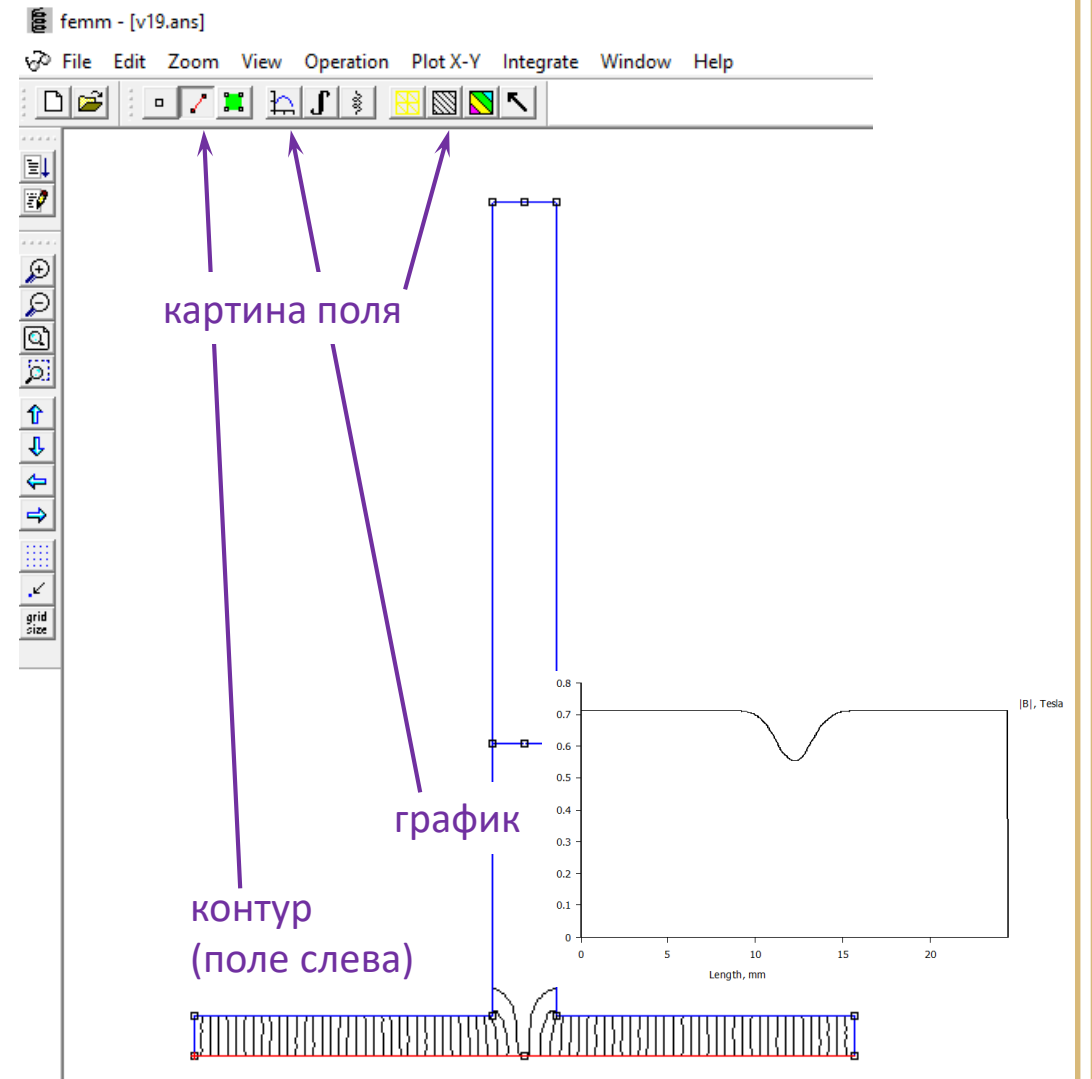 femm - [v19.ans]
File Edit Zoom View Operation Plot X-Y Integrate Window Help
grid
size
картина поля
график
контур
(поле слева)
|B|, Tesla
0.8
0.7
0.6
0.5
0.4
0.3
0.2
0.1
0
0 5 10 15 20
Length, mm